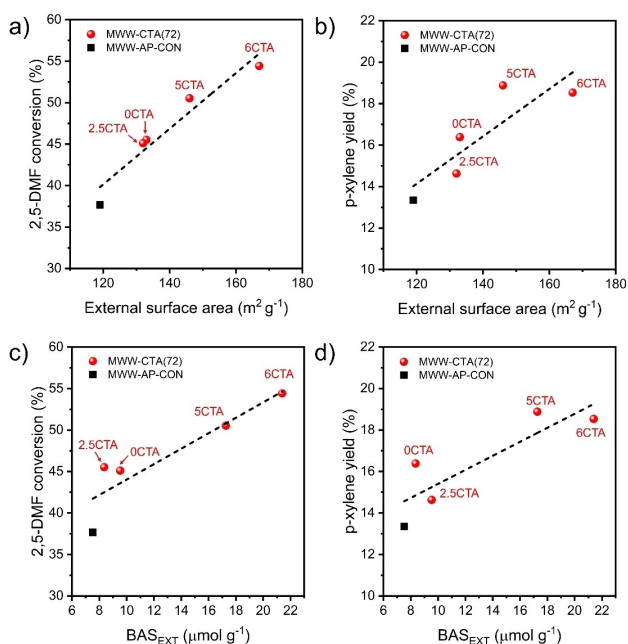 a)
MWW-CTA(72)
MWW-AP-CON
6CTA
5CTA
0CTA
2.5CTA
2,5-DMF conversion (%)
60
55
50
45
40
35
30
120 140 160 180
External surface area (m² g⁻¹)
b)
MWW-CTA(72)
MWW-AP-CON
5CTA
6CTA
0CTA
2.5CTA
p-xylene yield (%)
22
20
18
16
14
12
10
120 140 160 180
External surface area (m² g⁻¹)
c)
MWW-CTA(72)
MWW-AP-CON
6CTA
5CTA
2.5CTA
0CTA
2,5-DMF conversion (%)
60
55
50
45
40
35
30
6 8 10 12 14 16 18 20 22
BAS_EXT (μmol g⁻¹)
d)
MWW-CTA(72)
MWW-AP-CON
5CTA
6CTA
0CTA
2.5CTA
p-xylene yield (%)
22
20
18
16
14
12
10
6 8 10 12 14 16 18 20 22
BAS_EXT (μmol g⁻¹)